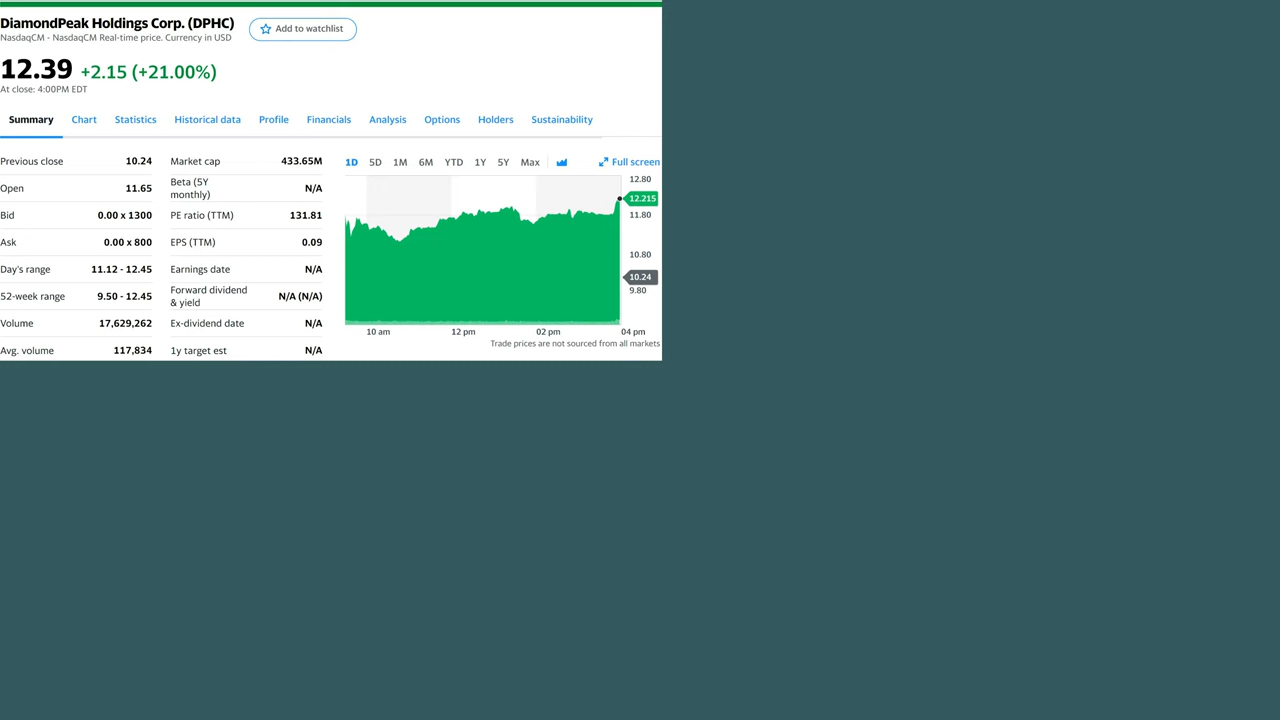 DiamondPeak Holdings Corp. (DPHC)
Add to watchlist
NasdaqCM - NasdaqCM Real-time price. Currency in USD
12.39 +2.15 (+21.00%)
At close: 4:00PM EDT
Summary Chart Statistics Historical data Profile Financials Analysis Options Holders Sustainability
Previous close 10.24
Open 11.65
Bid 0.00 x 1300
Ask 0.00 x 800
Day's range 11.12 - 12.45
52-week range 9.50 - 12.45
Volume 17,629,262
Avg. volume 117,834
Market cap 433.65M
Beta (5Y
monthly) N/A
PE ratio (TTM) 131.81
EPS (TTM) 0.09
Earnings date N/A
Forward dividend
& yield N/A (N/A)
Ex-dividend date N/A
1y target est N/A
1D 5D 1M 6M YTD 1Y 5Y Max Full screen
12.80
12.215
11.80
10.80
10.24
9.80
10 am 12 pm 02 pm 04 pm
Trade prices are not sourced from all markets